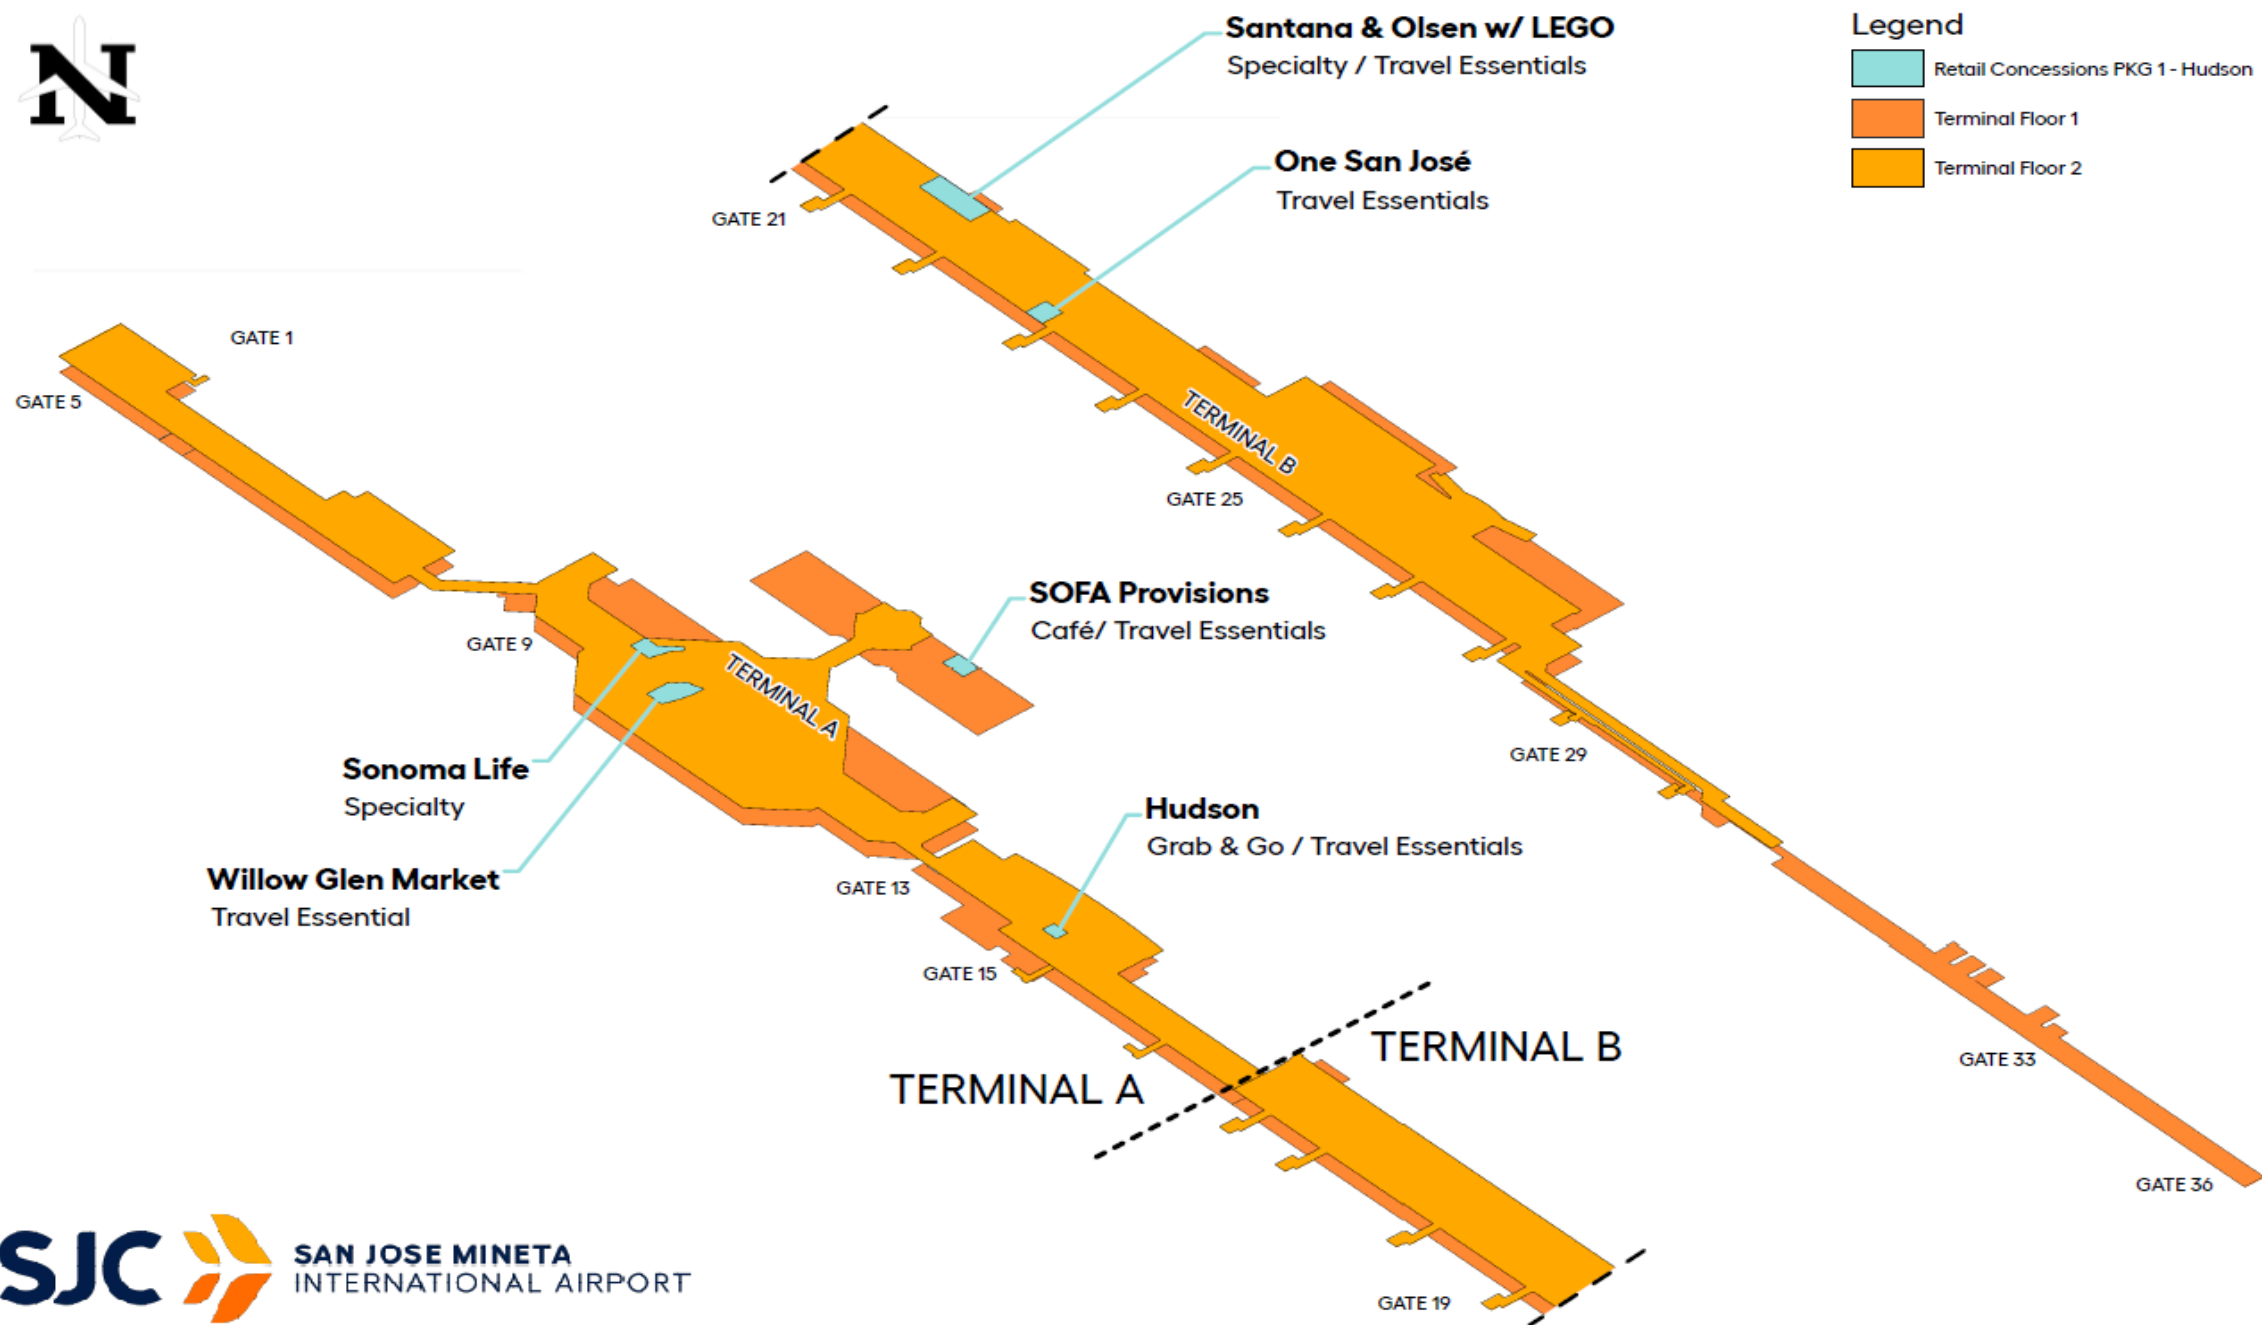 N
Santana & Olsen w/ LEGO
Specialty / Travel Essentials
Legend
Retail Concessions PKG 1 - Hudson
Terminal Floor 1
Terminal Floor 2
One San José
Travel Essentials
GATE 21
GATE 1
GATE 5
TERMINAL B
GATE 25
SOFA Provisions
Café/ Travel Essentials
GATE 9
TERMINAL A
GATE 29
Sonoma Life
Specialty
Hudson
Grab & Go / Travel Essentials
Willow Glen Market
Travel Essential
GATE 13
GATE 15
TERMINAL B
TERMINAL A
GATE 33
GATE 36
GATE 19
SJC
SAN JOSE MINETA
INTERNATIONAL AIRPORT